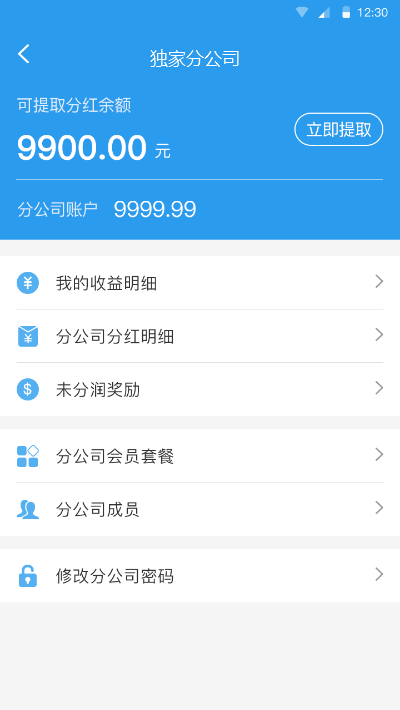 12:30
独家分公司
可提取分红余额
9900.00 元
立即提取
分公司账户 9999.99
我的收益明细
分公司分红明细
未分润奖励
分公司会员套餐
分公司成员
修改分公司密码